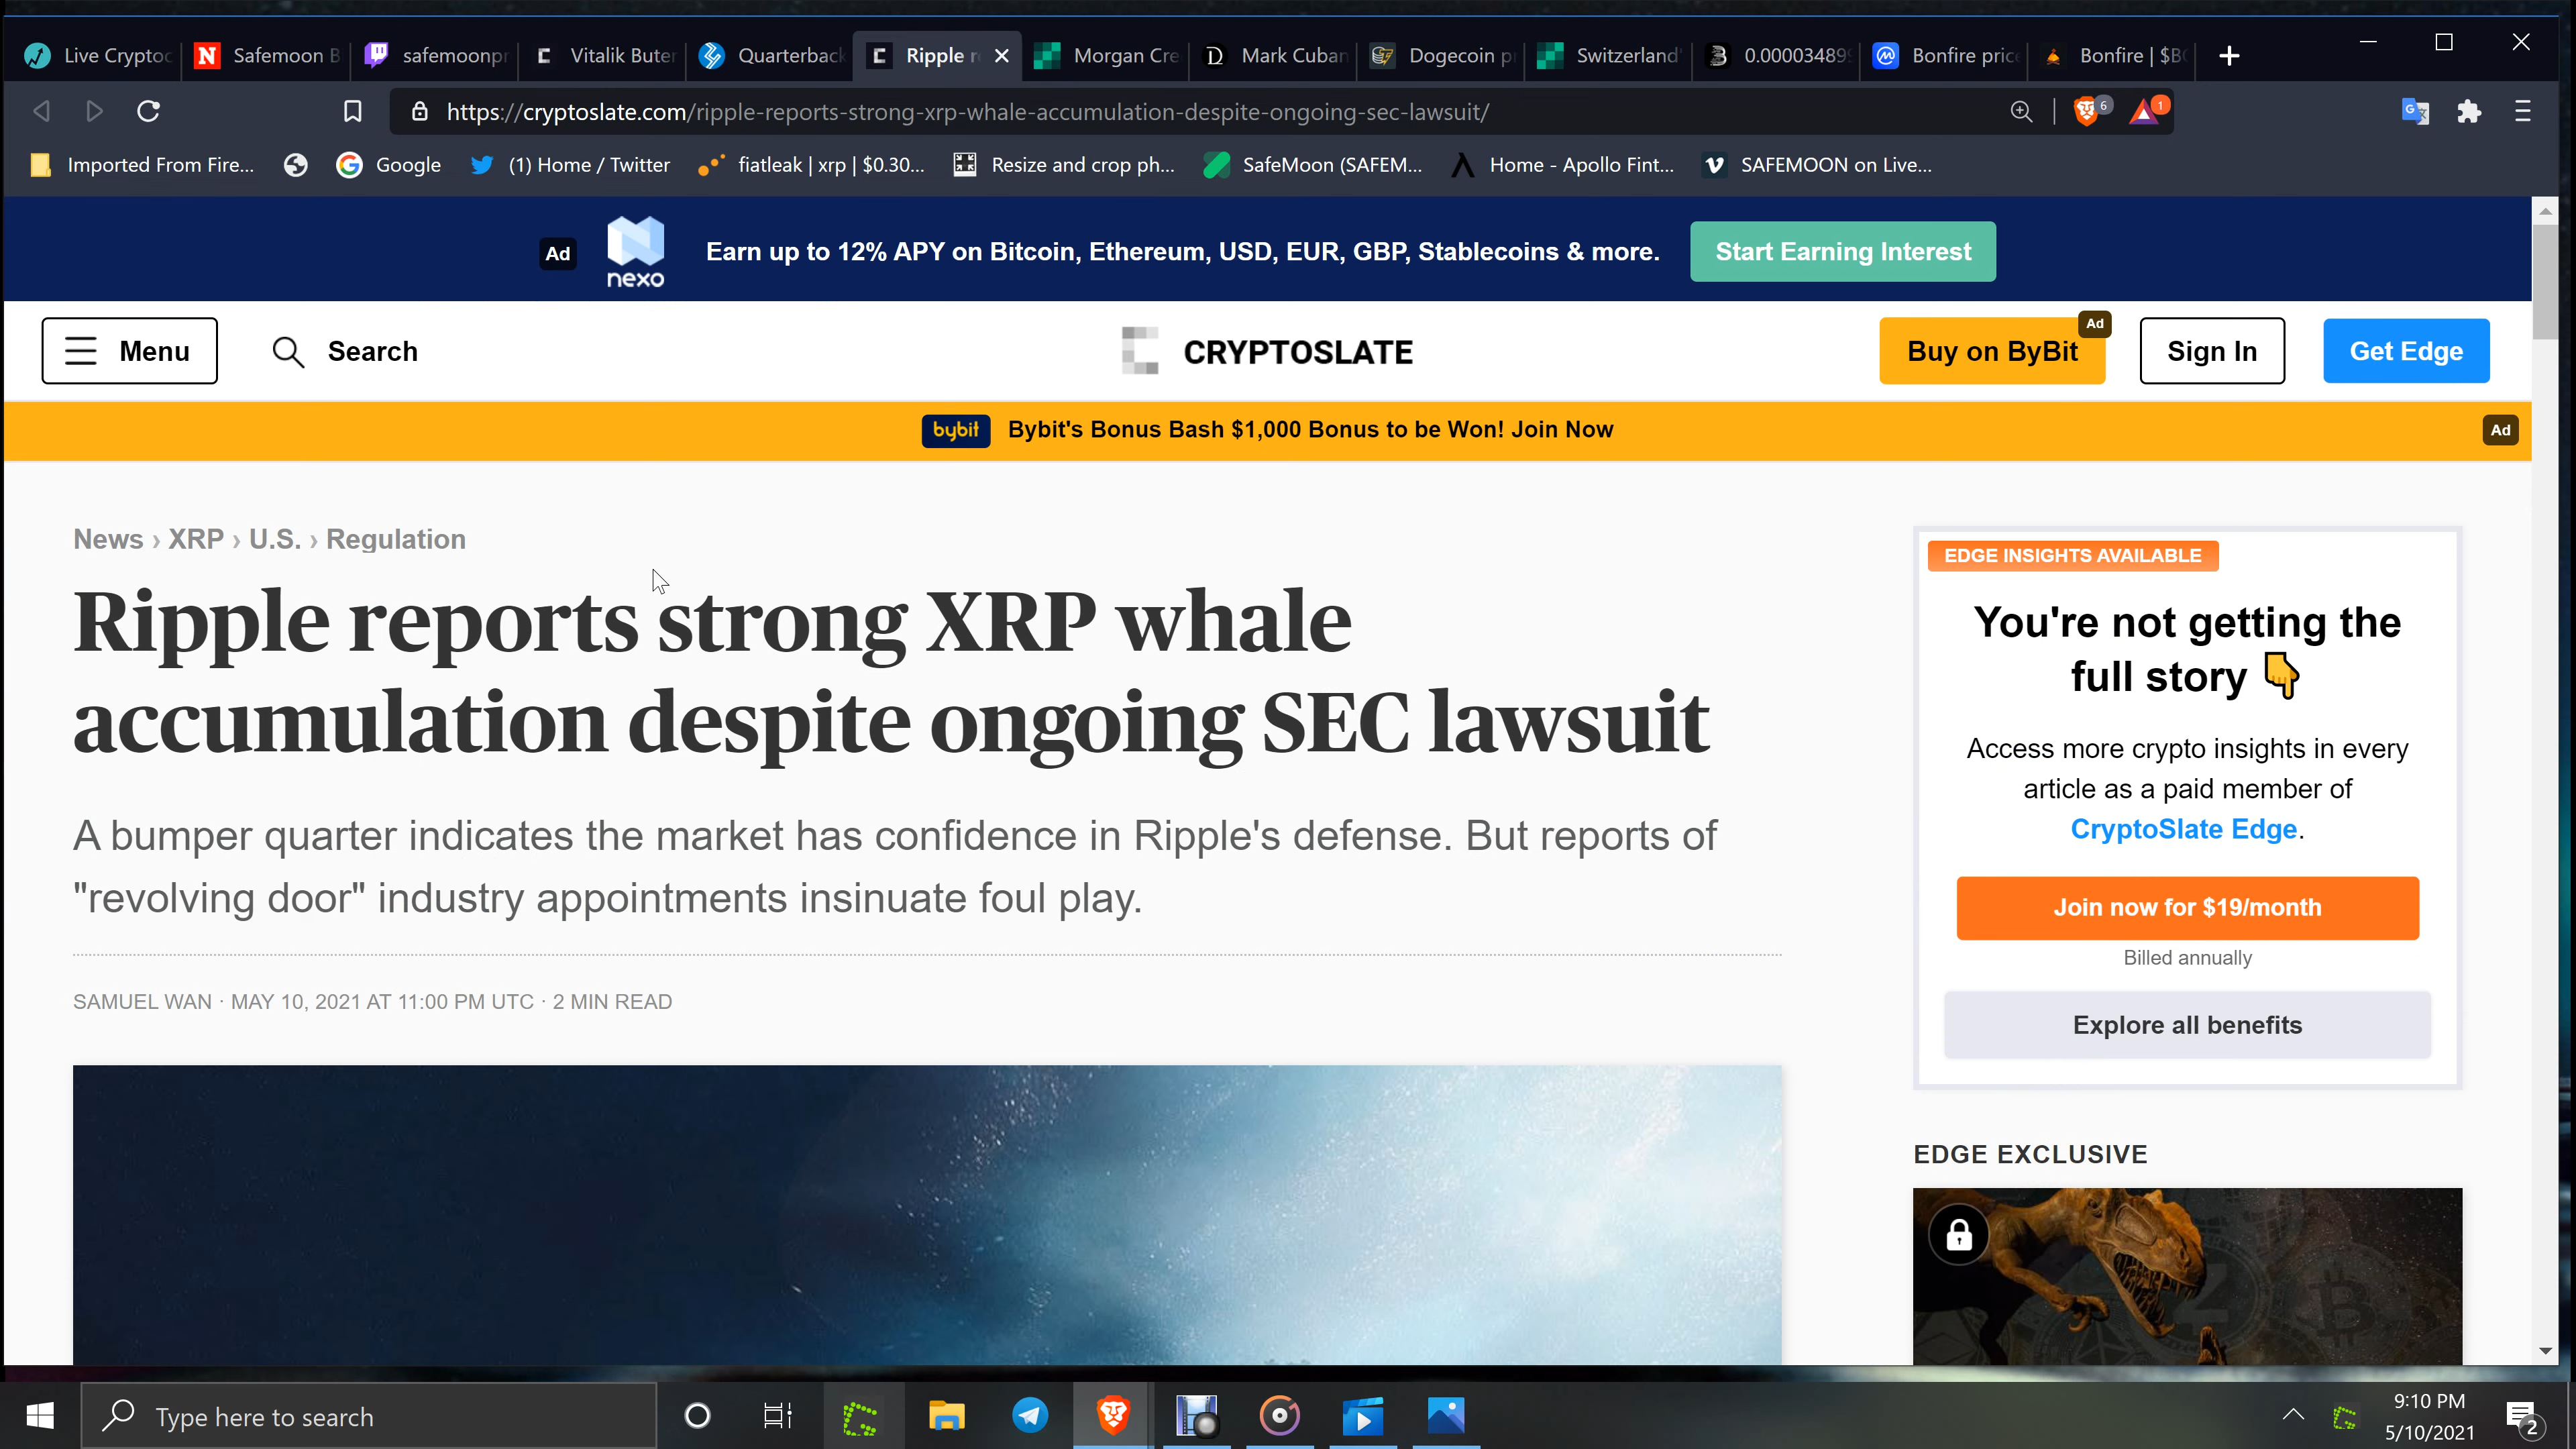 Live Cryptoc
Safemoon B
safemoonpr
Vitalik Buter
Quarterback
Ripple r
Morgan Cre
Mark Cuban
Dogecoin p
Switzerland'
0.000034899
Bonfire price
Bonfire | $B
https://cryptoslate.com/ripple-reports-strong-xrp-whale-accumulation-despite-ongoing-sec-lawsuit/
6
1
Imported From Fire...
Google
(1) Home / Twitter
fiatleak | xrp | $0.30...
Resize and crop ph...
SafeMoon (SAFEM...
Home - Apollo Fint...
SAFEMOON on Live...
Ad
nexo
Earn up to 12% APY on Bitcoin, Ethereum, USD, EUR, GBP, Stablecoins & more.
Start Earning Interest
Menu
Search
CRYPTOSLATE
Buy on ByBit
Ad
Sign In
Get Edge
bybit
Bybit's Bonus Bash $1,000 Bonus to be Won! Join Now
Ad
News › XRP › U.S. › Regulation
Ripple reports strong XRP whale
accumulation despite ongoing SEC lawsuit
A bumper quarter indicates the market has confidence in Ripple's defense. But reports of
"revolving door" industry appointments insinuate foul play.
SAMUEL WAN · MAY 10, 2021 AT 11:00 PM UTC · 2 MIN READ
EDGE INSIGHTS AVAILABLE
You're not getting the
full story
Access more crypto insights in every
article as a paid member of
CryptoSlate Edge.
Join now for $19/month
Billed annually
Explore all benefits
EDGE EXCLUSIVE
Type here to search
9:10 PM
5/10/2021
2